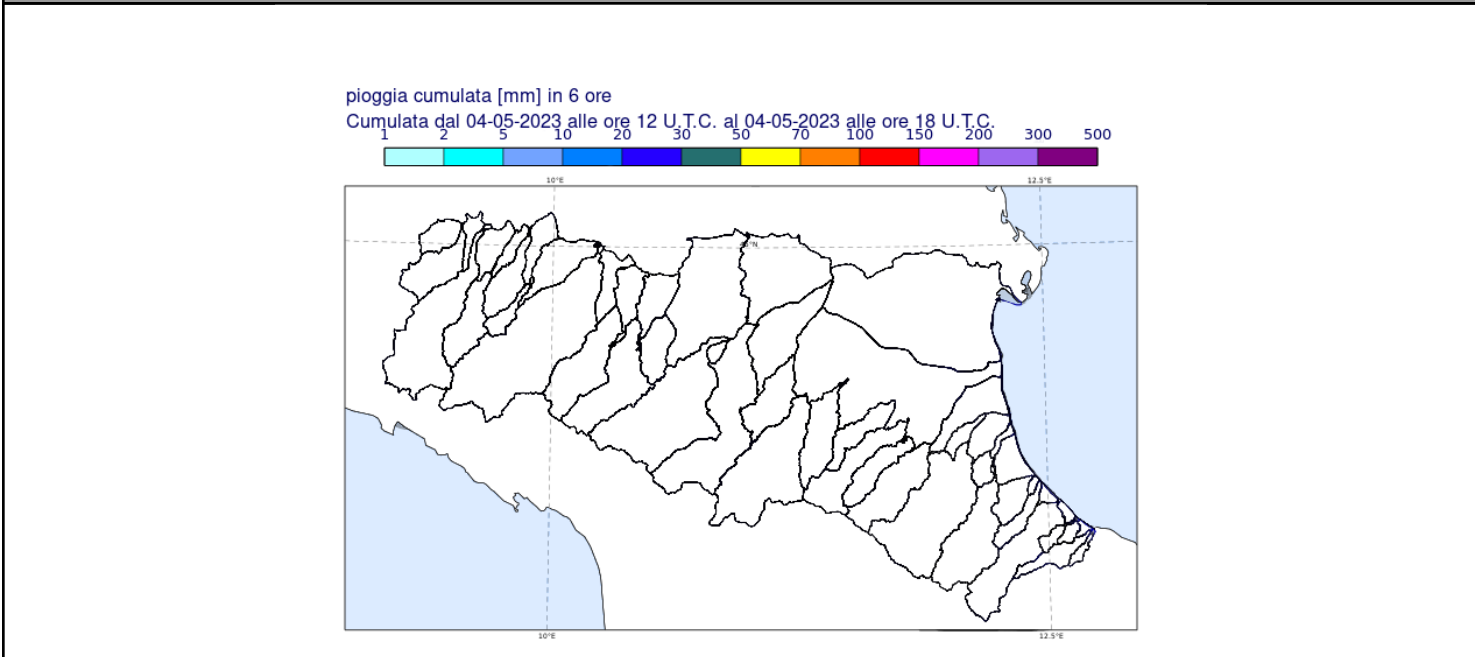 pioggia cumulata [mm] in 6 ore
Cumulata dal 04-05-2023 alle ore 12 U.T.C. al 04-05-2023 alle ore 18 U.T.C.
1 2 5 10 20 30 50 70 100 150 200 300 500
10°E 12.5°E
10°E 12.5°E